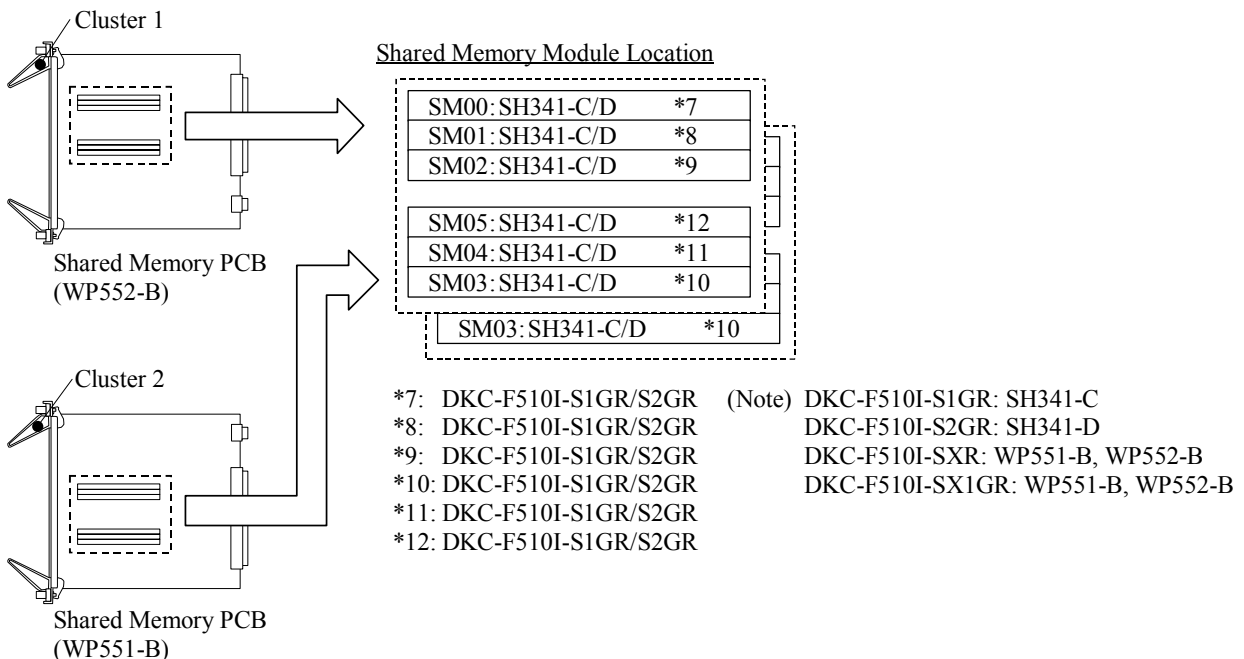 Cluster 1
Shared Memory PCB
(WP552-B)
Cluster 2
Shared Memory PCB
(WP551-B)
Shared Memory Module Location
SM00:SH341-C/D *7
SM01:SH341-C/D *8
SM02:SH341-C/D *9
SM05:SH341-C/D *12
SM04:SH341-C/D *11
SM03:SH341-C/D *10
SM03:SH341-C/D *10
*7: DKC-F510I-S1GR/S2GR
*8: DKC-F510I-S1GR/S2GR
*9: DKC-F510I-S1GR/S2GR
*10: DKC-F510I-S1GR/S2GR
*11: DKC-F510I-S1GR/S2GR
*12: DKC-F510I-S1GR/S2GR
(Note) DKC-F510I-S1GR: SH341-C
DKC-F510I-S2GR: SH341-D
DKC-F510I-SXR: WP551-B, WP552-B
DKC-F510I-SX1GR: WP551-B, WP552-B